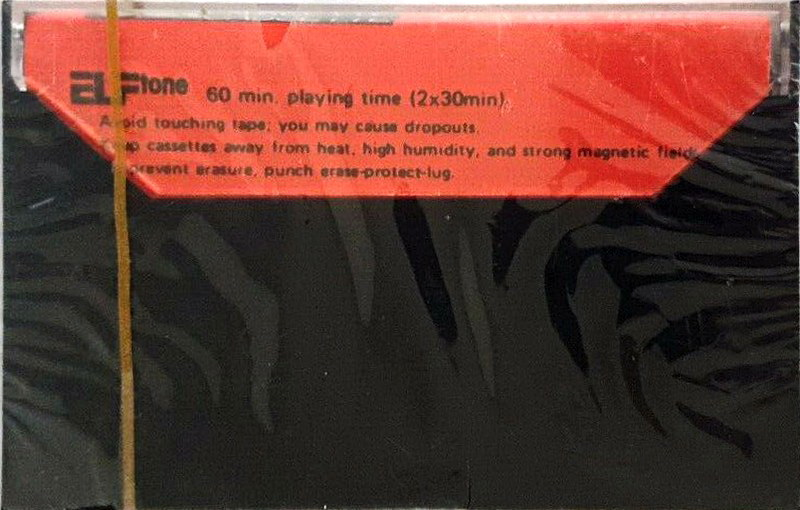 ELFtone 60 min. playing time (2x30min).
Avoid touching tape; you may cause dropouts.
Keep cassettes away from heat, high humidity, and strong magnetic fields
prevent erasure, punch erase-protect-lug.